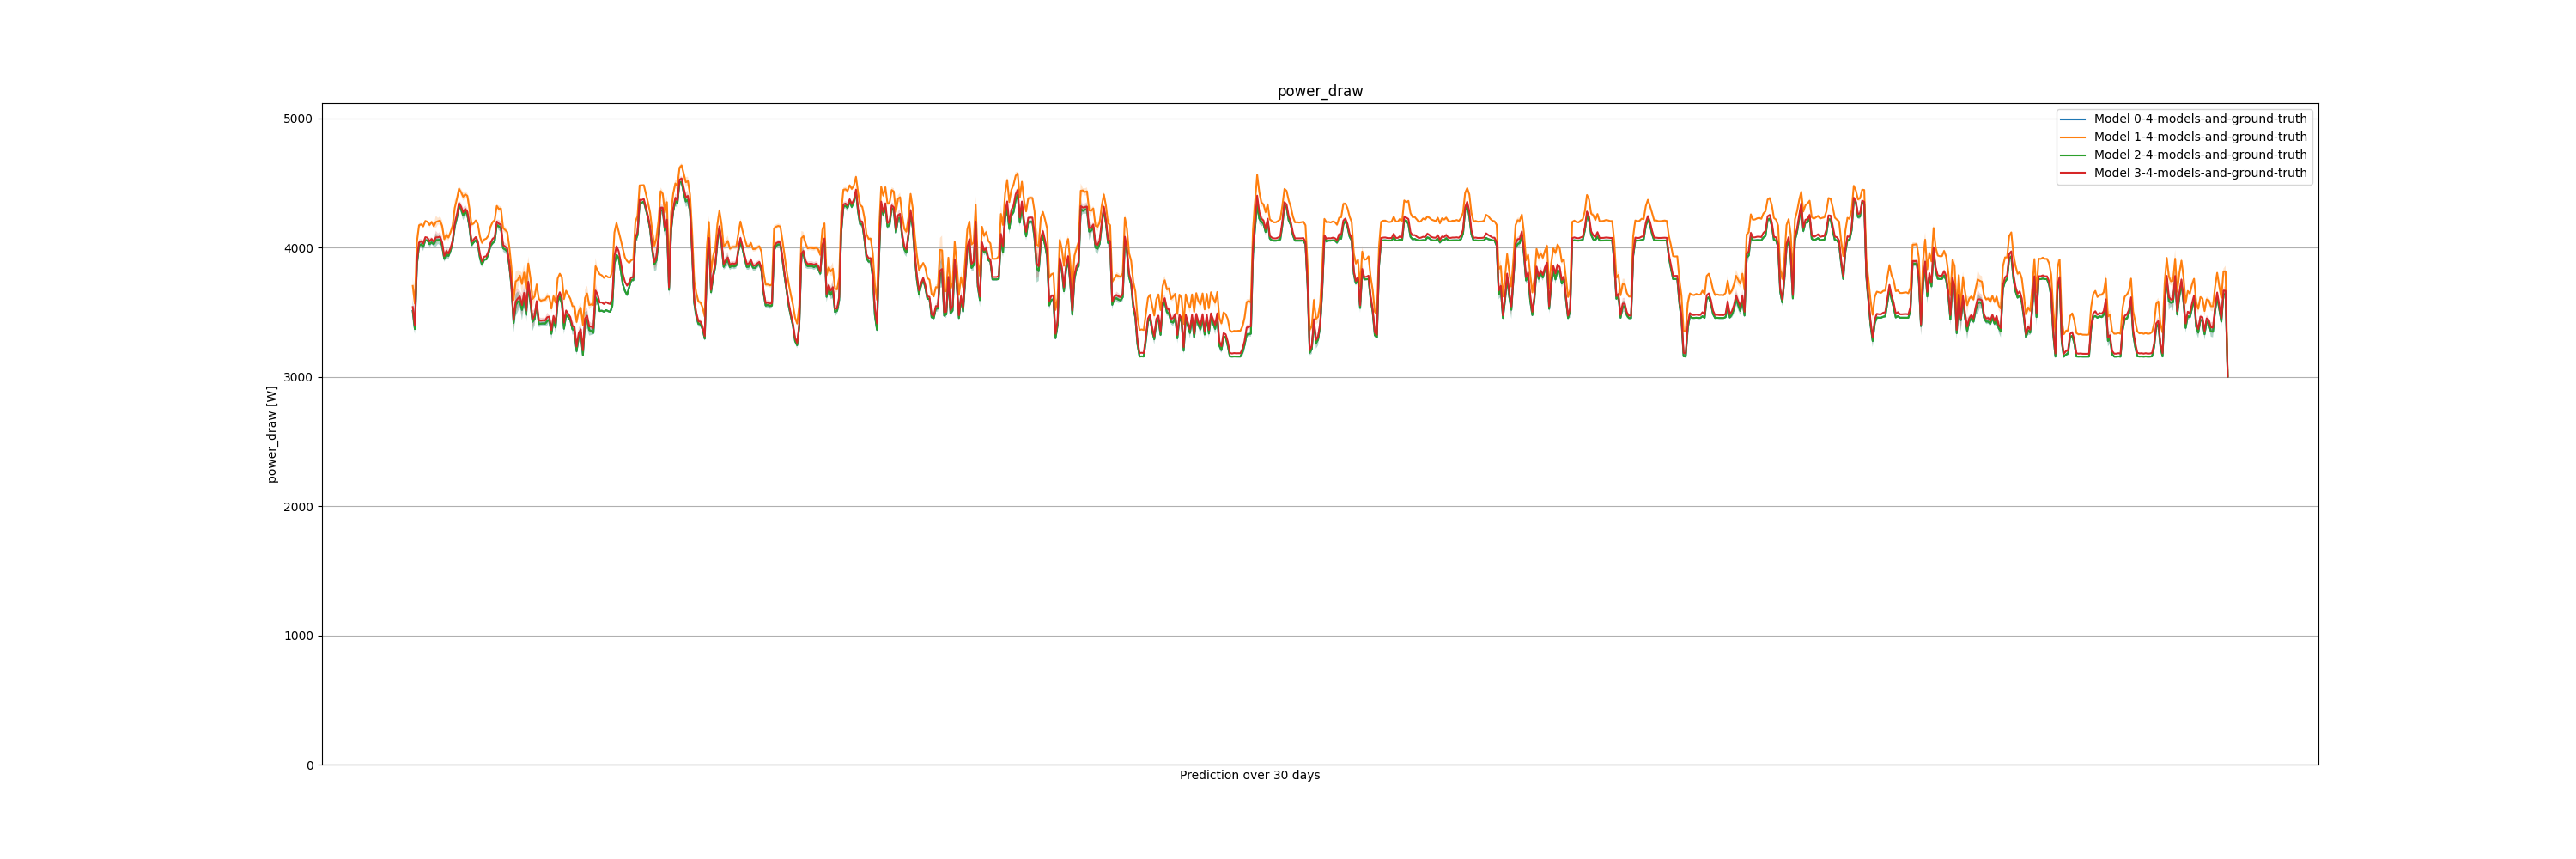 power_draw
5000
4000
3000
2000
1000
0
power_draw [W]
Prediction over 30 days
Model 0-4-models-and-ground-truth
Model 1-4-models-and-ground-truth
Model 2-4-models-and-ground-truth
Model 3-4-models-and-ground-truth